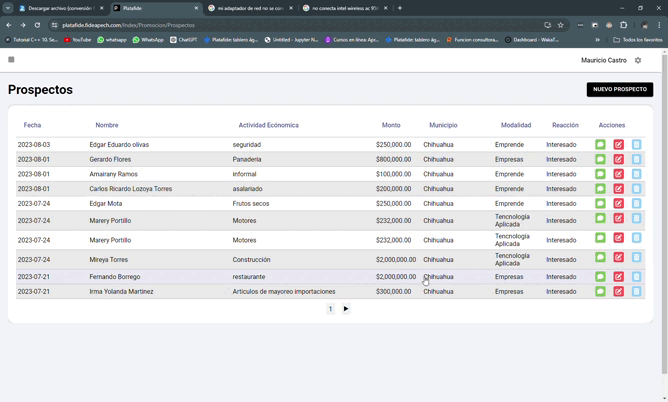 Descargar archivo (conversión
Platafide
mi adaptador de red no se con
no conecta intel wireless ac 95
platafide.fideapech.com/Index/Promocion/Prospectos
Tutorial C++ 10. Se...
YouTube
whatsapp
WhatsApp
ChatGPT
Platafide: tablero ág...
Untitled - Jupyter N...
Cursos en línea: Apr...
Platafide: tablero ág...
Funcion consultora...
Dashboard - WakaT...
Todos los favoritos
Mauricio Castro
Prospectos
NUEVO PROSPECTO
Fecha Nombre Actividad Economica Monto Municipio Modalidad Reacción Acciones
2023-08-03 Edgar Eduardo olivas seguridad $250,000.00 Chihuahua Emprende Interesado
2023-08-01 Gerardo Flores Panaderia $800,000.00 Chihuahua Empresas Interesado
2023-08-01 Amairany Ramos informal $100,000.00 Chihuahua Emprende Interesado
2023-08-01 Carlos Ricardo Lozoya Torres asalariado $200,000.00 Chihuahua Emprende Interesado
2023-07-24 Edgar Mota Frutos secos $250,000.00 Chihuahua Emprende Interesado
2023-07-24 Marery Portillo Motores $232,000.00 Chihuahua Tencnología Aplicada Interesado
2023-07-24 Marery Portillo Motores $232,000.00 Chihuahua Tencnología Aplicada Interesado
2023-07-24 Mireya Torres Construcción $2,000,000.00 Chihuahua Tencnología Aplicada Interesado
2023-07-21 Fernando Borrego restaurante $2,000,000.00 Chihuahua Empresas Interesado
2023-07-21 Irma Yolanda Martínez Artículos de mayoreo importaciones $300,000.00 Chihuahua Empresas Interesado
1